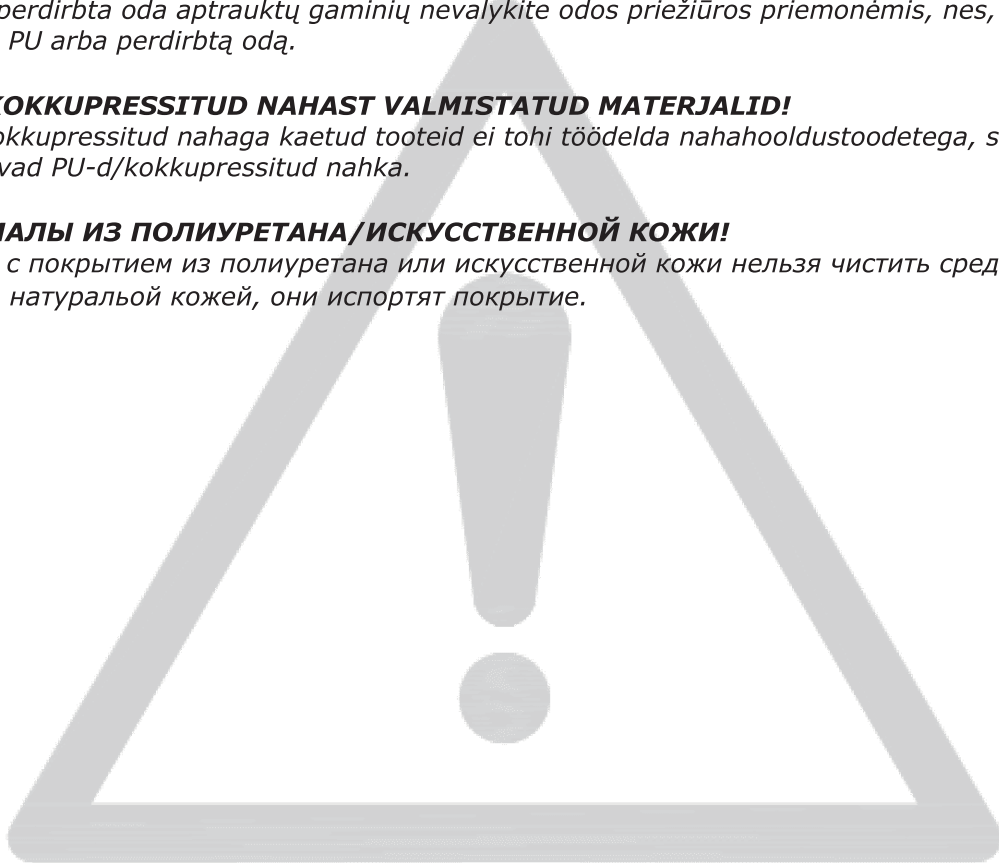 perdirbta oda aptrauktų gaminių nevalykite odos priežiūros priemonėmis, nes,
PU arba perdirbtą odą.
KOKKUPRESSITUD NAHAST VALMISTATUD MATERJALID!
okkupressitud nahaga kaetud tooteid ei tohi töödelda nahahooldustoodetega, s
vad PU-d/kokkupressitud nahka.
ИАЛЫ ИЗ ПОЛИУРЕТАНА/ИСКУССТВЕННОЙ КОЖИ!
с покрытием из полиуретана или искусственной кожи нельзя чистить сред
натуральой кожей, они испортят покрытие.